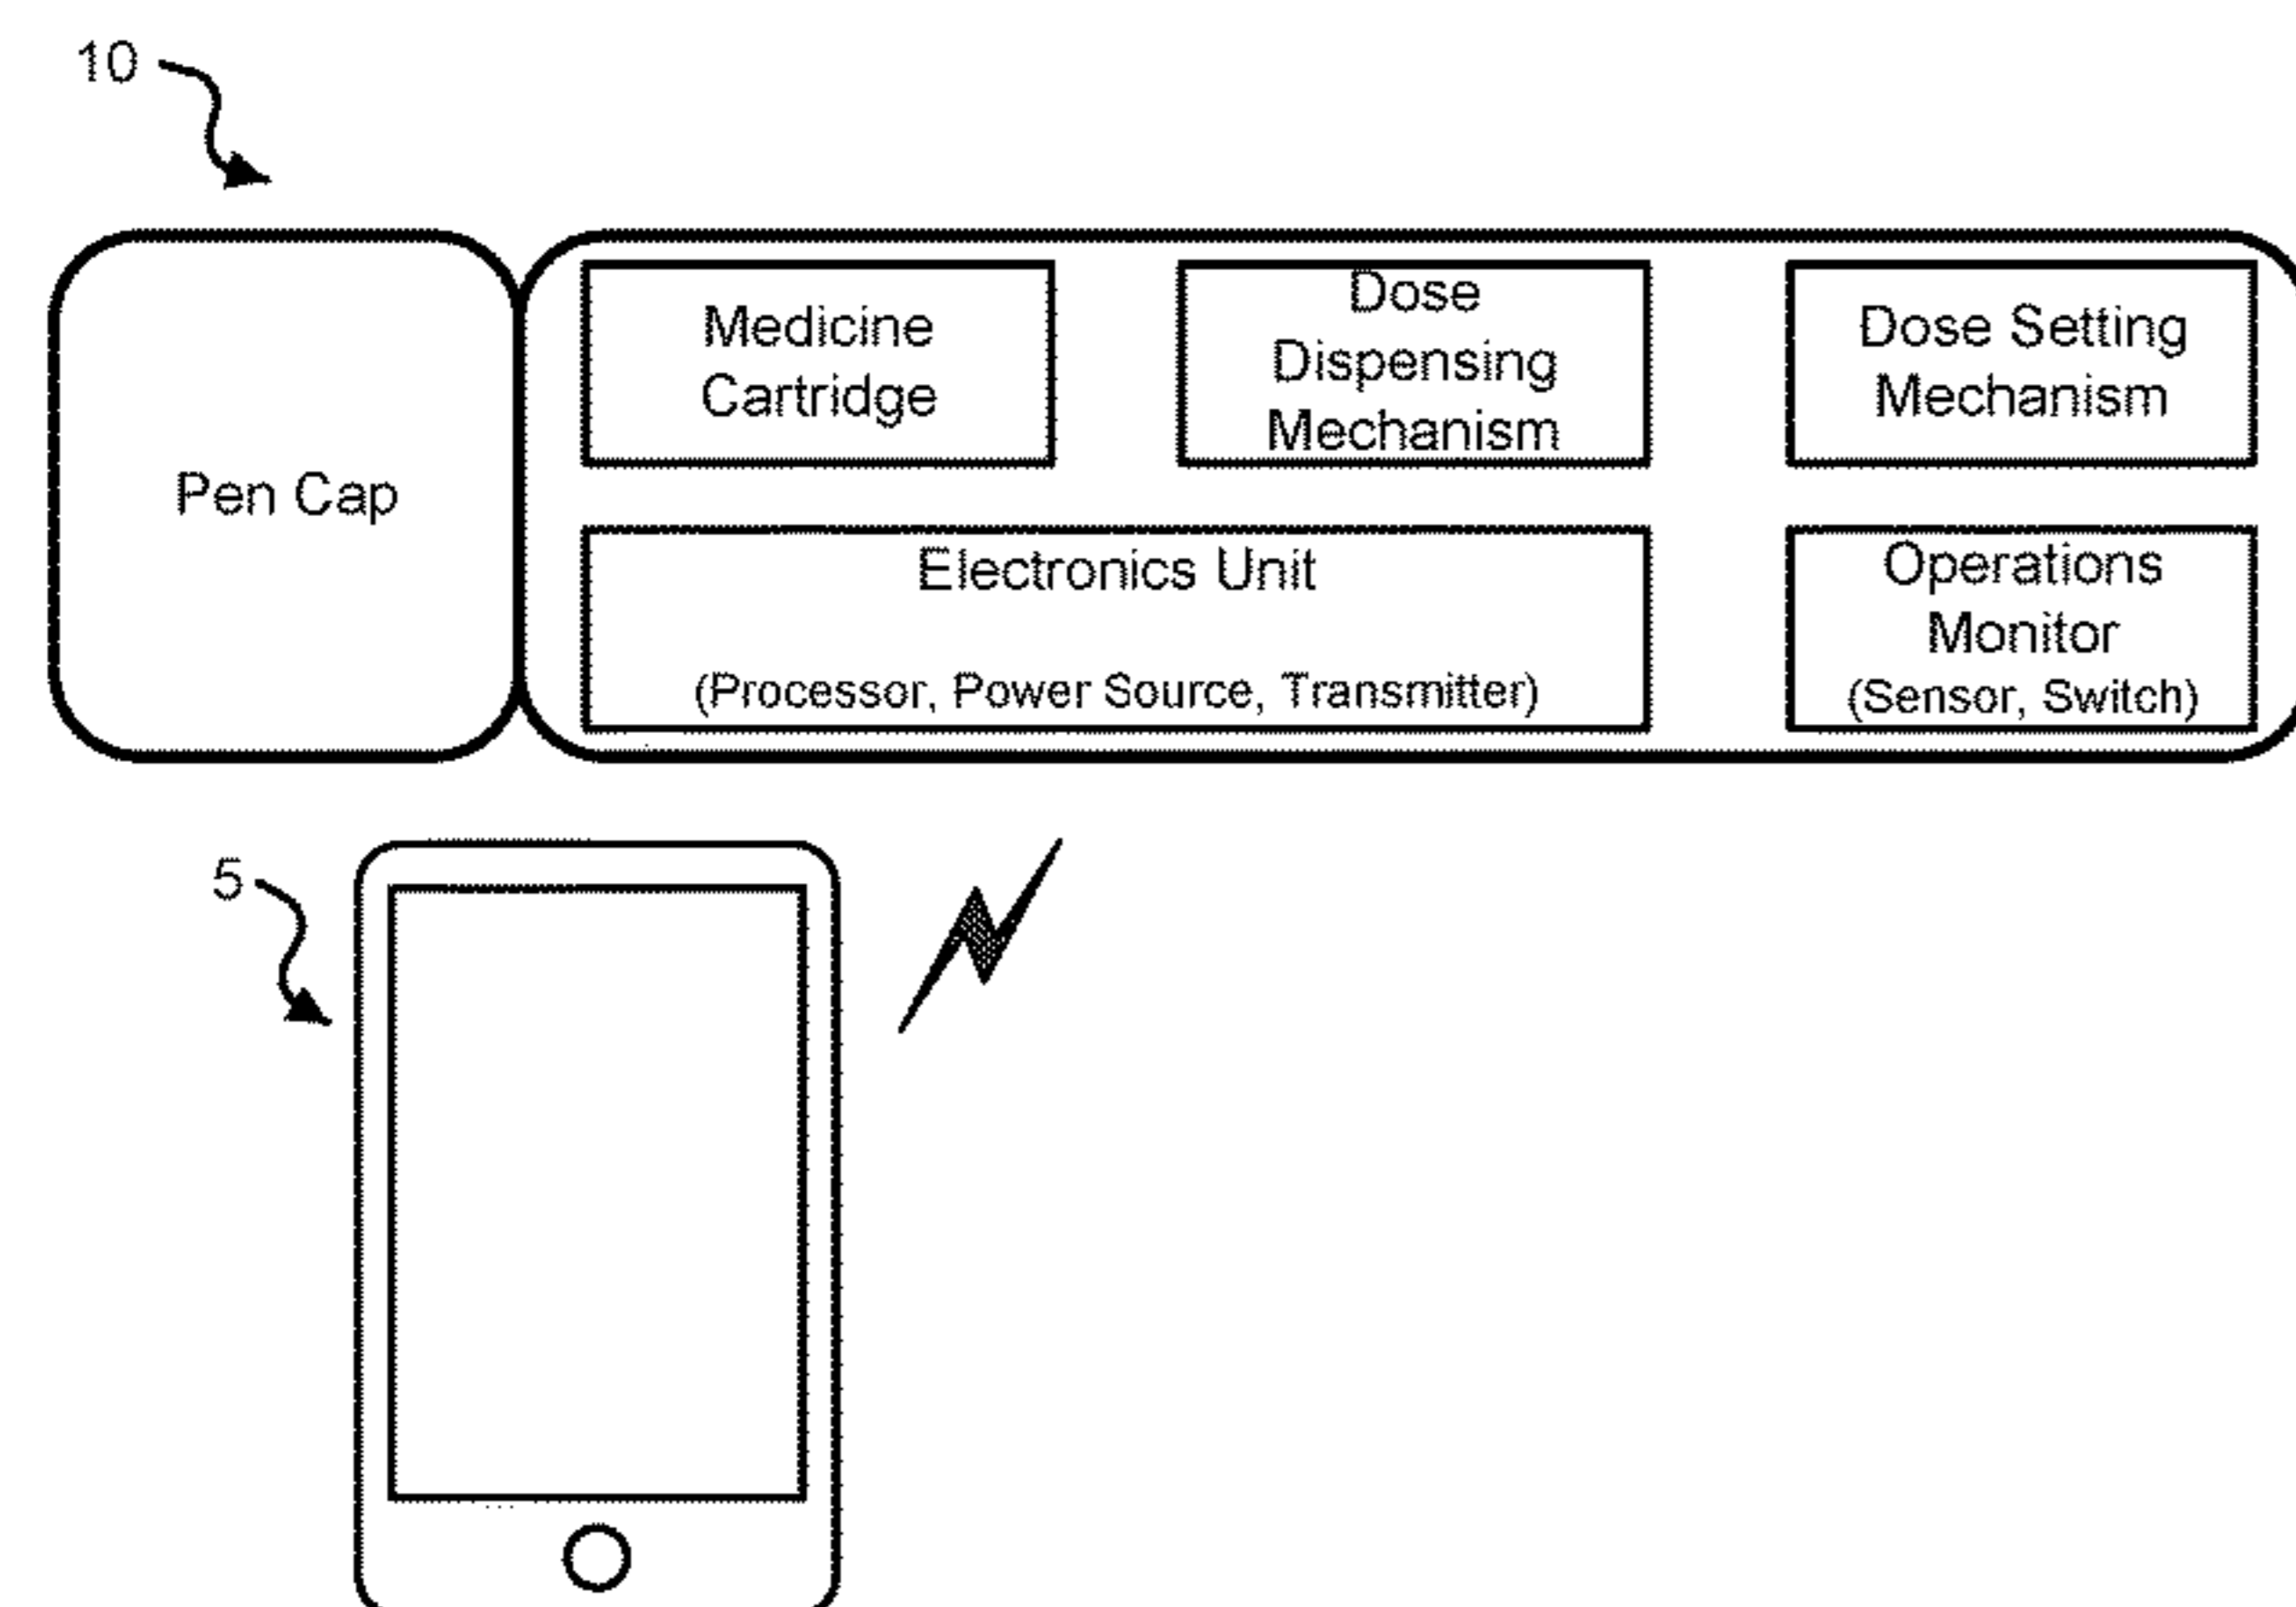 10
Medicine
Cartridge
Dose
Dispensing
Mechanism
Dose Setting
Mechanism
Pen Cap
Electronics Unit
(Processor, Power Source, Transmitter)
Operations
Monitor
(Sensor, Switch)
5